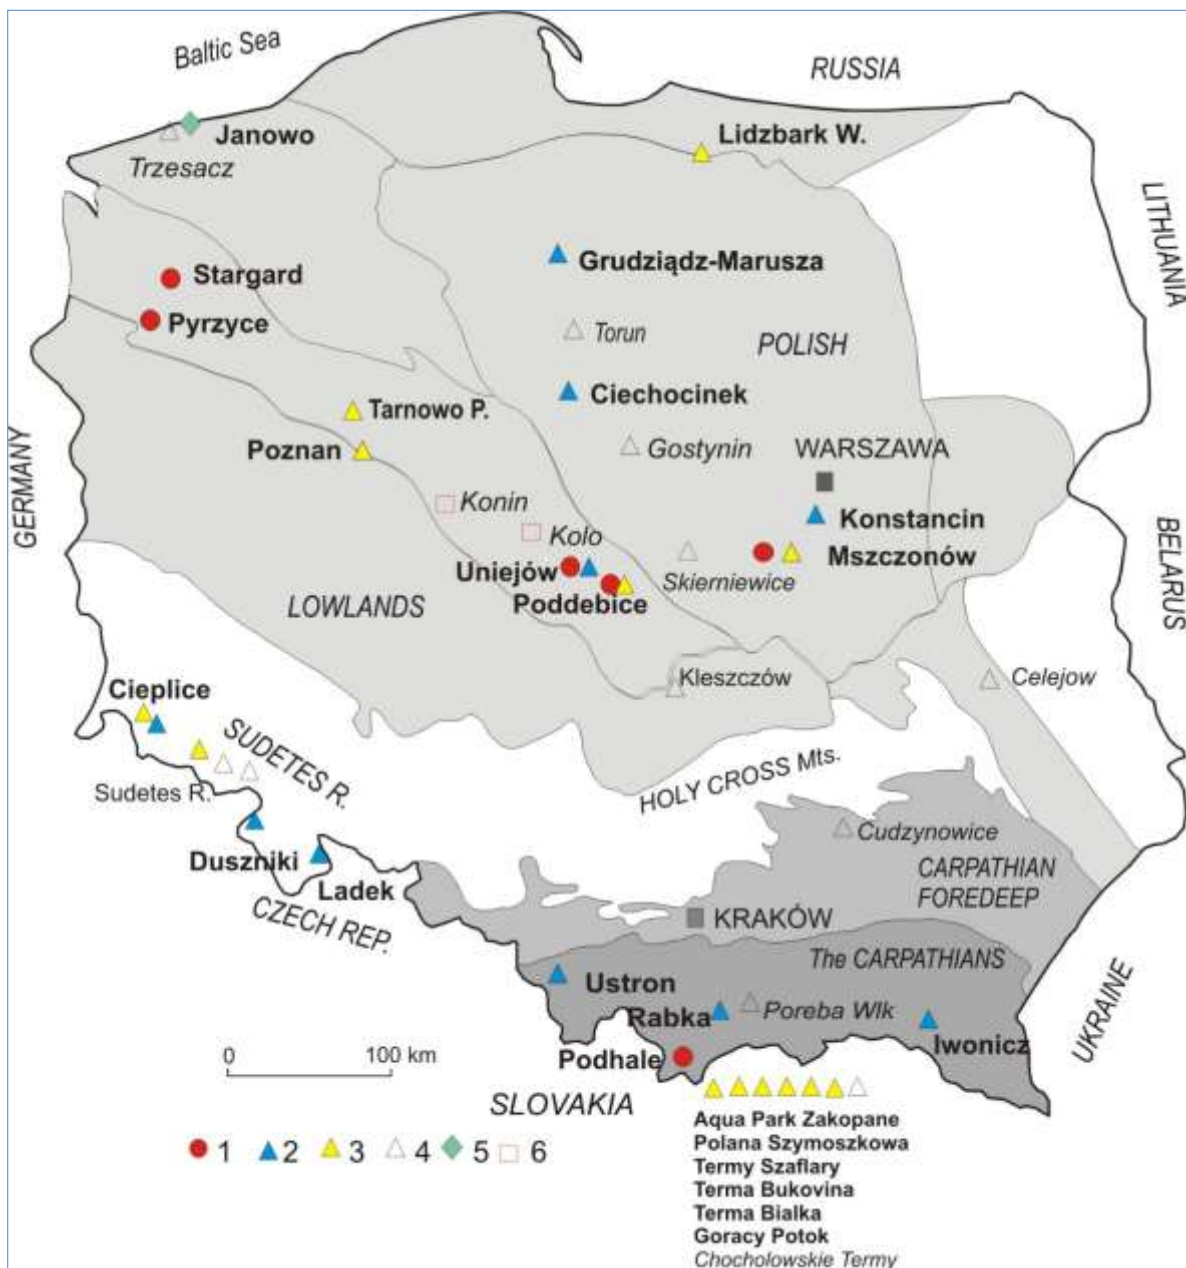 Baltic Sea
RUSSIA
Janowo
Trzesacz
Lidzbark W.
LITHUANIA
Grudziądz-Marusza
Stargard
Pyrzyce
Torun
POLISH
Ciechocinek
Tarnowo P.
Poznan
Gostynin
WARSZAWA
GERMANY
Konin
Kolo
Konstancin
BELARUS
Mszczonów
Uniejów
Skierniewice
Poddebice
LOWLANDS
Kleszczów
Celejow
Cieplice
SUDETES R.
Sudetes R.
HOLY CROSS Mts.
Cudzynowice
Duszniki
Ladek
CARPATHIAN
FOREDEEP
CZECH REP.
KRAKÓW
The CARPATHIANS
Ustron
Rabka
Poreba Wlk
Iwonicz
UKRAINE
Podhale
0 100 km
SLOVAKIA
Aqua Park Zakopane
Polana Szymoszkowa
Termy Szaflary
Terma Bukovina
Terma Bialka
Goracy Potok
Chocholowskie Termy
1 2 3 4 5 6